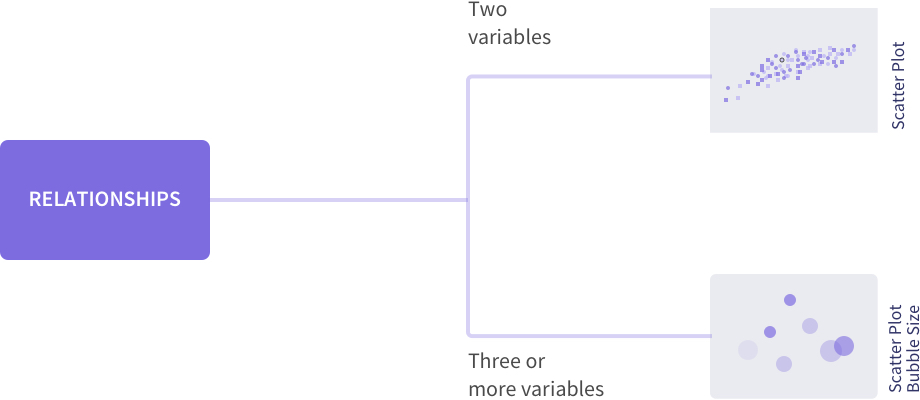 Two
variables
Scatter Plot
RELATIONSHIPS
Three or
more variables
Scatter Plot
Bubble Size